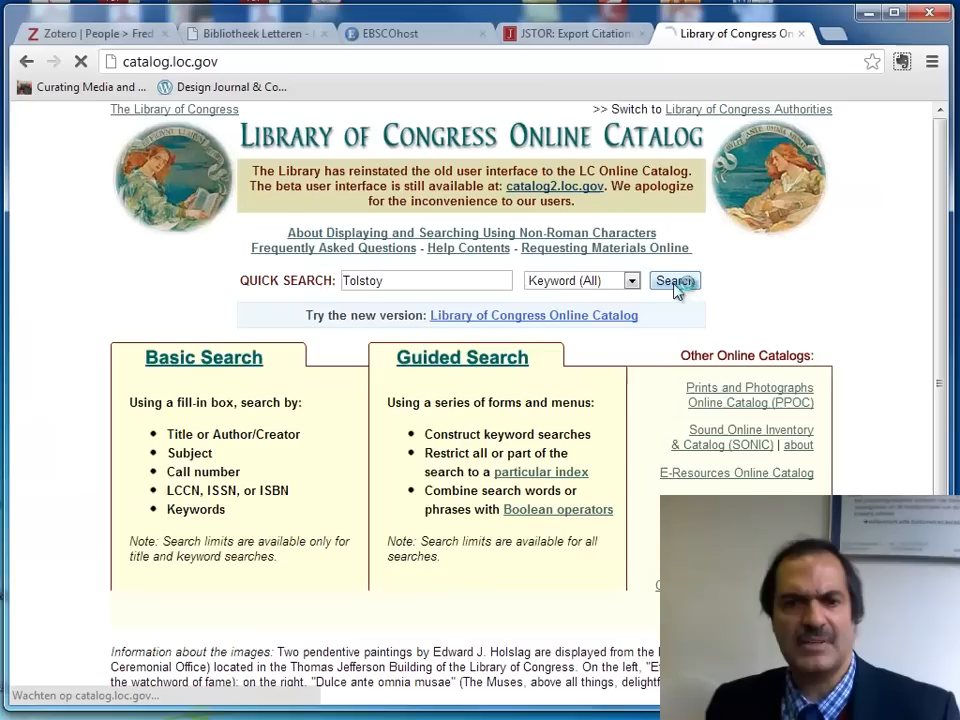 Zotero | People > Fred
Bibliotheek Letteren -
EBSCOhost
JSTOR: Export Citation
Library of Congress On
catalog.loc.gov
Curating Media and ...
Design Journal & Co...
The Library of Congress
>> Switch to Library of Congress Authorities
LIBRARY OF CONGRESS ONLINE CATALOG
The Library has reinstated the old user interface to the LC Online Catalog.
The beta user interface is still available at: catalog2.loc.gov. We apologize
for the inconvenience to our users.
About Displaying and Searching Using Non-Roman Characters
Frequently Asked Questions - Help Contents - Requesting Materials Online
QUICK SEARCH: Tolstoy Keyword (All) Search
Try the new version: Library of Congress Online Catalog
Basic Search
Using a fill-in box, search by:
• Title or Author/Creator
• Subject
• Call number
• LCCN, ISSN, or ISBN
• Keywords
Note: Search limits are available only for
title and keyword searches.
Guided Search
Using a series of forms and menus:
• Construct keyword searches
• Restrict all or part of the
search to a particular index
• Combine search words or
phrases with Boolean operators
Note: Search limits are available for all
searches.
Other Online Catalogs:
Prints and Photographs
Online Catalog (PPOC)
Sound Online Inventory
& Catalog (SONIC) | about
E-Resources Online Catalog
Information about the images: Two pendentive paintings by Edward J. Holslag are displayed from the
Ceremonial Office) located in the Thomas Jefferson Building of the Library of Congress. On the left, "E
the watchword of fame); on the right, "Dulce ante omnia musae" (The Muses, above all things, delightf
Wachten op catalog.loc.gov...